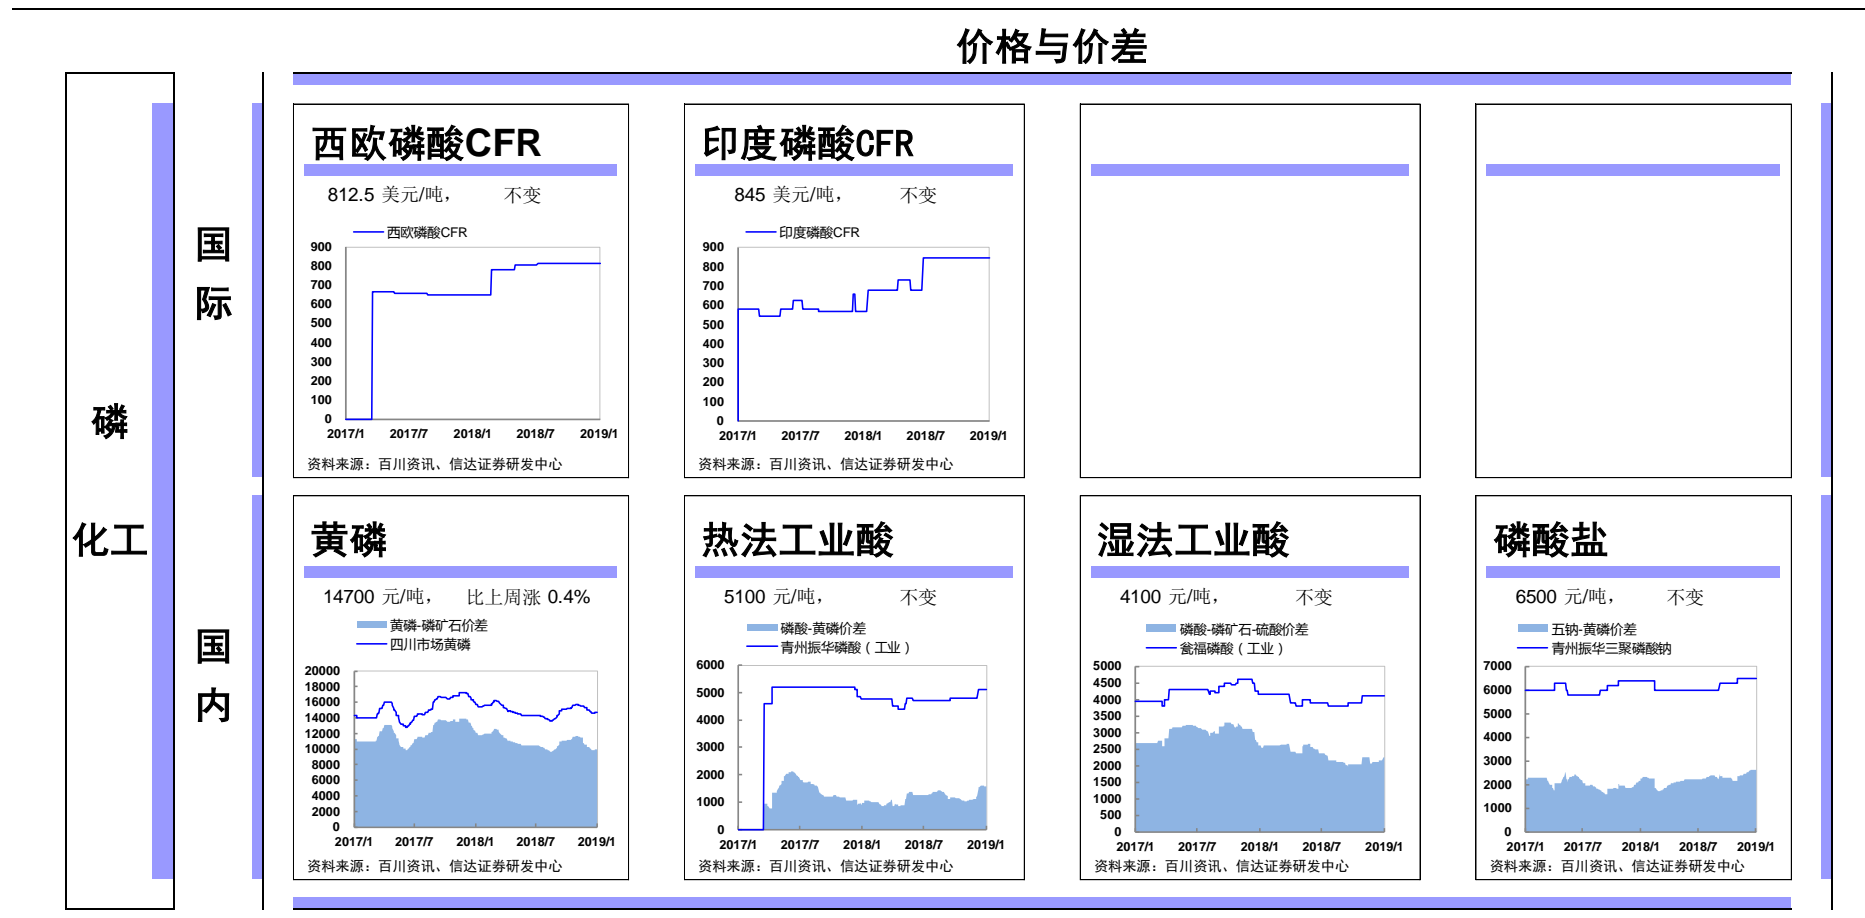 价格与价差
磷
化工
国
际
西欧磷酸CFR
812.5 美元/吨， 不变
西欧磷酸CFR
900
800
700
600
500
400
300
200
100
0
2017/1 2017/7 2018/1 2018/7 2019/1
资料来源：百川资讯、信达证券研发中心
印度磷酸CFR
845 美元/吨， 不变
印度磷酸CFR
900
800
700
600
500
400
300
200
100
0
2017/1 2017/7 2018/1 2018/7 2019/1
资料来源：百川资讯、信达证券研发中心
国
内
黄磷
14700 元/吨， 比上周涨 0.4%
黄磷-磷矿石价差
四川市场黄磷
20000
18000
16000
14000
12000
10000
8000
6000
4000
2000
0
2017/1 2017/7 2018/1 2018/7 2019/1
资料来源：百川资讯、信达证券研发中心
热法工业酸
5100 元/吨， 不变
磷酸-黄磷价差
青州振华磷酸（工业）
6000
5000
4000
3000
2000
1000
0
2017/1 2017/7 2018/1 2018/7 2019/1
资料来源：百川资讯、信达证券研发中心
湿法工业酸
4100 元/吨， 不变
磷酸-磷矿石-硫酸价差
瓮福磷酸（工业）
5000
4500
4000
3500
3000
2500
2000
1500
1000
500
0
2017/1 2017/7 2018/1 2018/7 2019/1
资料来源：百川资讯、信达证券研发中心
磷酸盐
6500 元/吨， 不变
五钠-黄磷价差
青州振华三聚磷酸钠
7000
6000
5000
4000
3000
2000
1000
0
2017/1 2017/7 2018/1 2018/7 2019/1
资料来源：百川资讯、信达证券研发中心